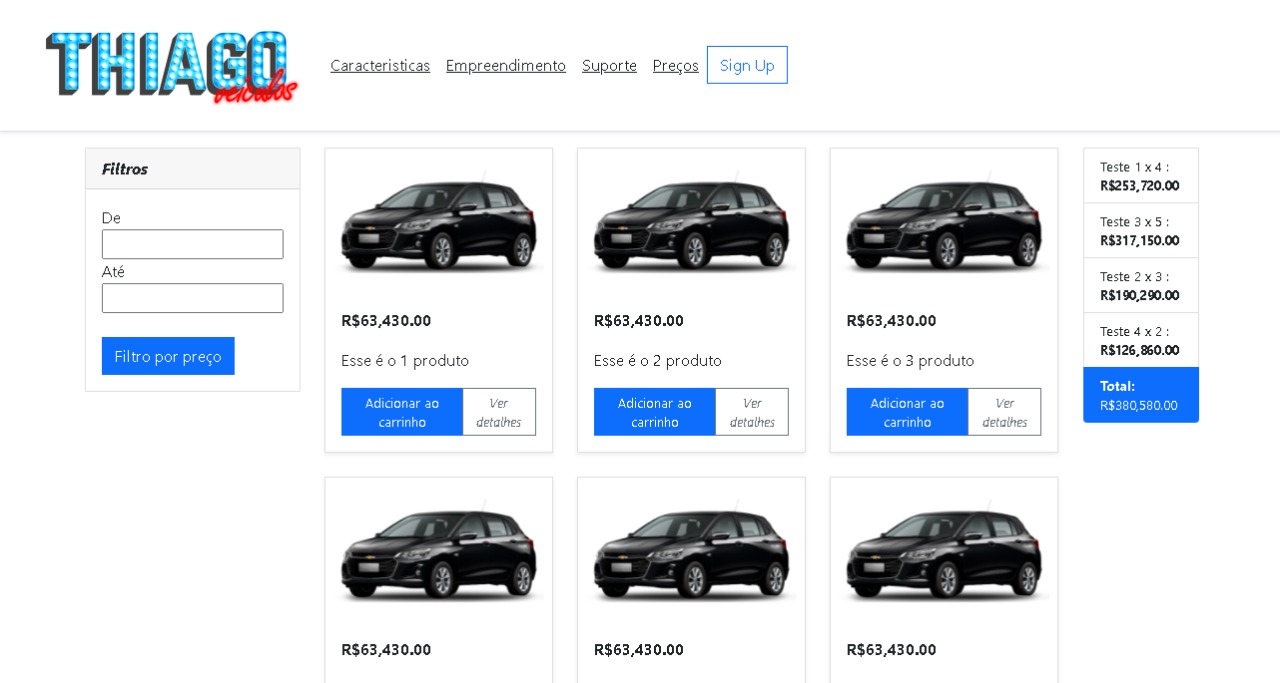 THIAGO
veículos
Caracteristicas Empreendimento Suporte Preços Sign Up
Filtros
De
Até
Filtro por preço
R$63,430.00
Esse é o 1 produto
Adicionar ao
carrinho
Ver
detalhes
R$63,430.00
Esse é o 2 produto
Adicionar ao
carrinho
Ver
detalhes
R$63,430.00
Esse é o 3 produto
Adicionar ao
carrinho
Ver
detalhes
Teste 1 x 4 :
R$253,720.00
Teste 3 x 5 :
R$317,150.00
Teste 2 x 3 :
R$190,290.00
Teste 4 x 2 :
R$126,860.00
Total:
R$380,580.00
R$63,430.00
R$63,430.00
R$63,430.00